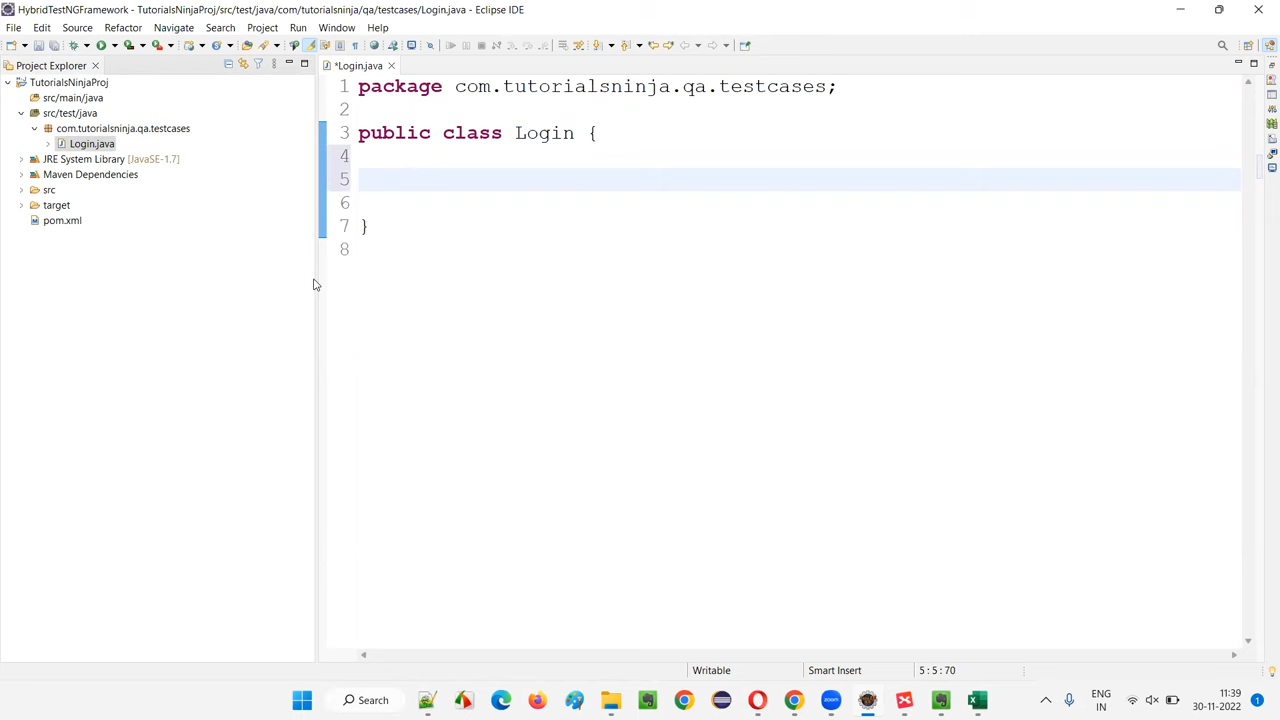 HybridTestNGFramework - TutorialsNinjaProj/src/test/java/com/tutorialsninja/qa/testcases/Login.java - Eclipse IDE
File Edit Source Refactor Navigate Search Project Run Window Help
Project Explorer
*Login.java
TutorialsNinjaProj
src/main/java
src/test/java
com.tutorialsninja.qa.testcases
Login.java
JRE System Library [JavaSE-1.7]
Maven Dependencies
src
target
pom.xml
1 package com.tutorialsninja.qa.testcases;
2
3 public class Login {
4
5
6
7 }
8
Writable Smart Insert 5 : 5 : 70
Search
zoom
ENG
IN
11:39
30-11-2022
1